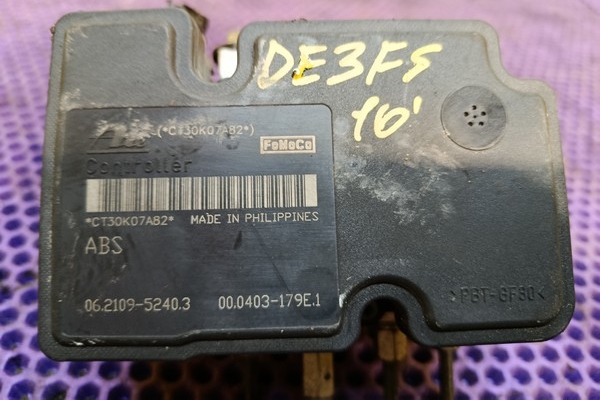 DE3FS
10'
(*CT30K07A82*)
FoMoCo
Controller
*CT30K07A82* MADE IN PHILIPPINES
ABS
06.2109-5240.3 00.0403-179E.1
>PBT-GF30<